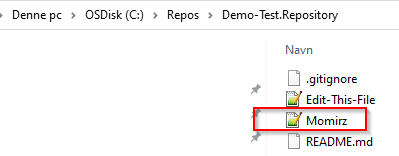 Denne pc > OSDisk (C:) > Repos > Demo-Test.Repository
Navn
.gitignore
Edit-This-File
Momirz
README.md